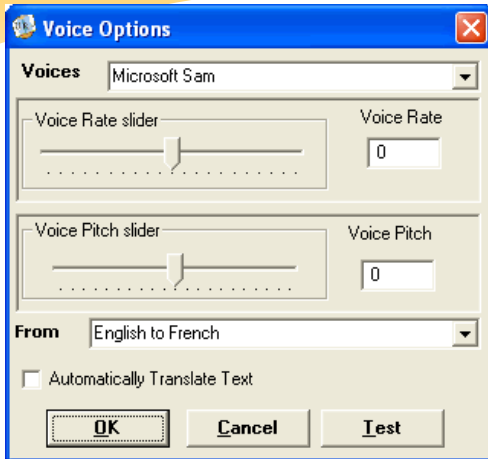 Voice Options
Voices Microsoft Sam
Voice Rate slider Voice Rate
0
Voice Pitch slider Voice Pitch
0
From English to French
Automatically Translate Text
OK Cancel Test